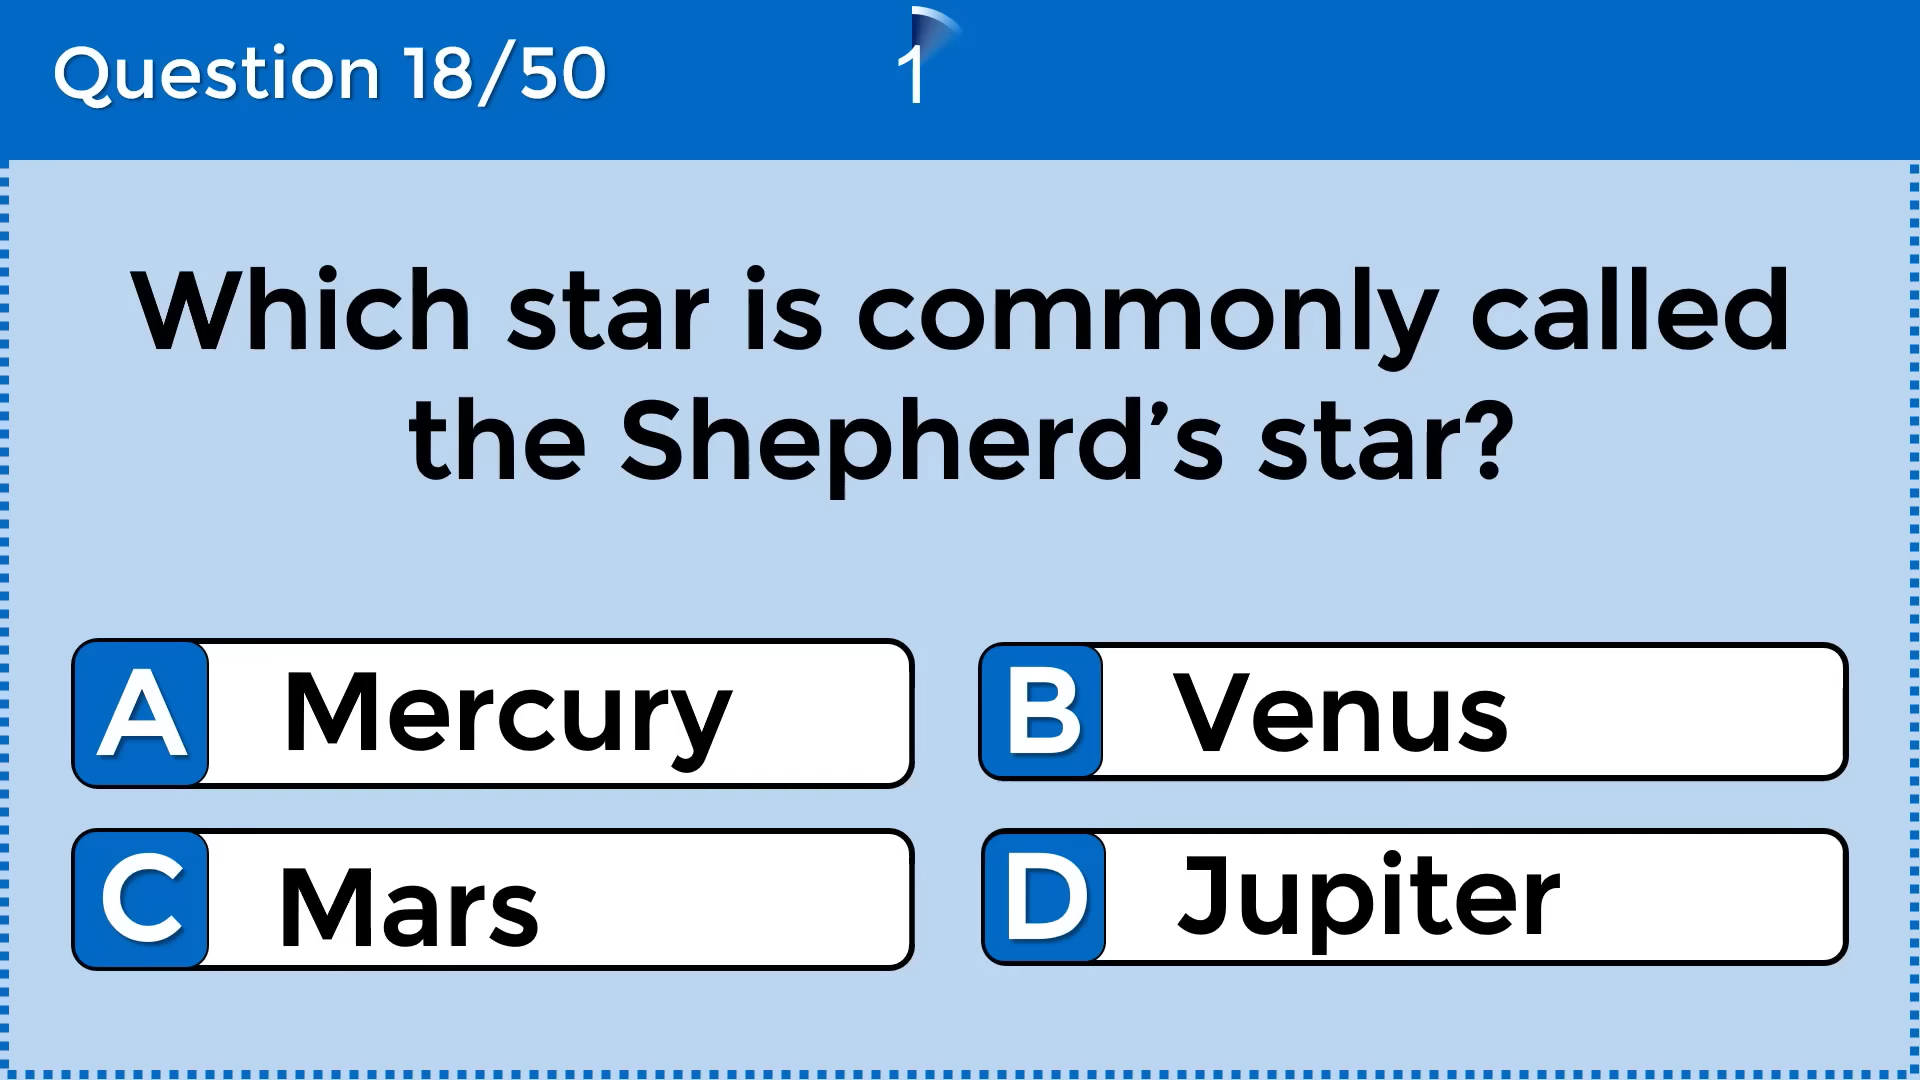 Question 18/50
1
Which star is commonly called
the Shepherd’s star?
A Mercury
B Venus
C Mars
D Jupiter